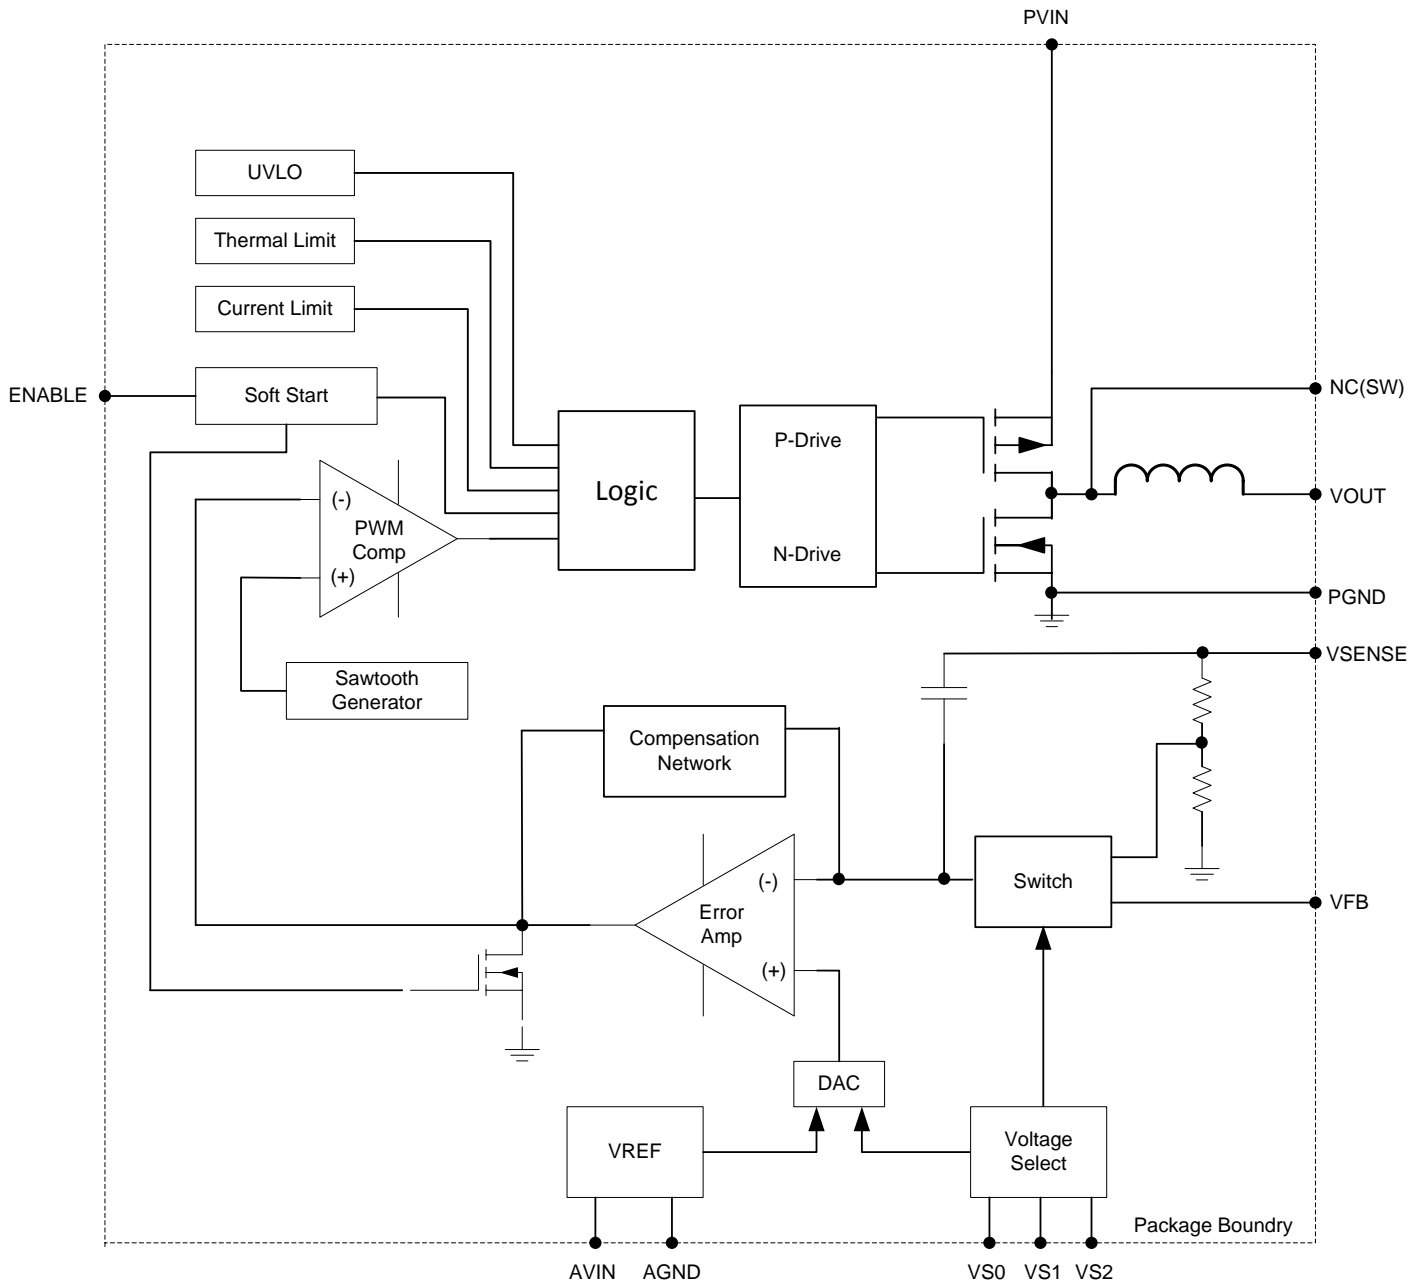 PVIN
UVLO
Thermal Limit
Current Limit
ENABLE
Soft Start
NC(SW)
P-Drive
Logic
(-)
PWM
Comp
(+)
N-Drive
VOUT
PGND
VSENSE
Sawtooth
Generator
Compensation
Network
(-)
Error
Amp
(+)
Switch
VFB
DAC
VREF
Voltage
Select
Package Boundry
AVIN
AGND
VS0
VS1
VS2